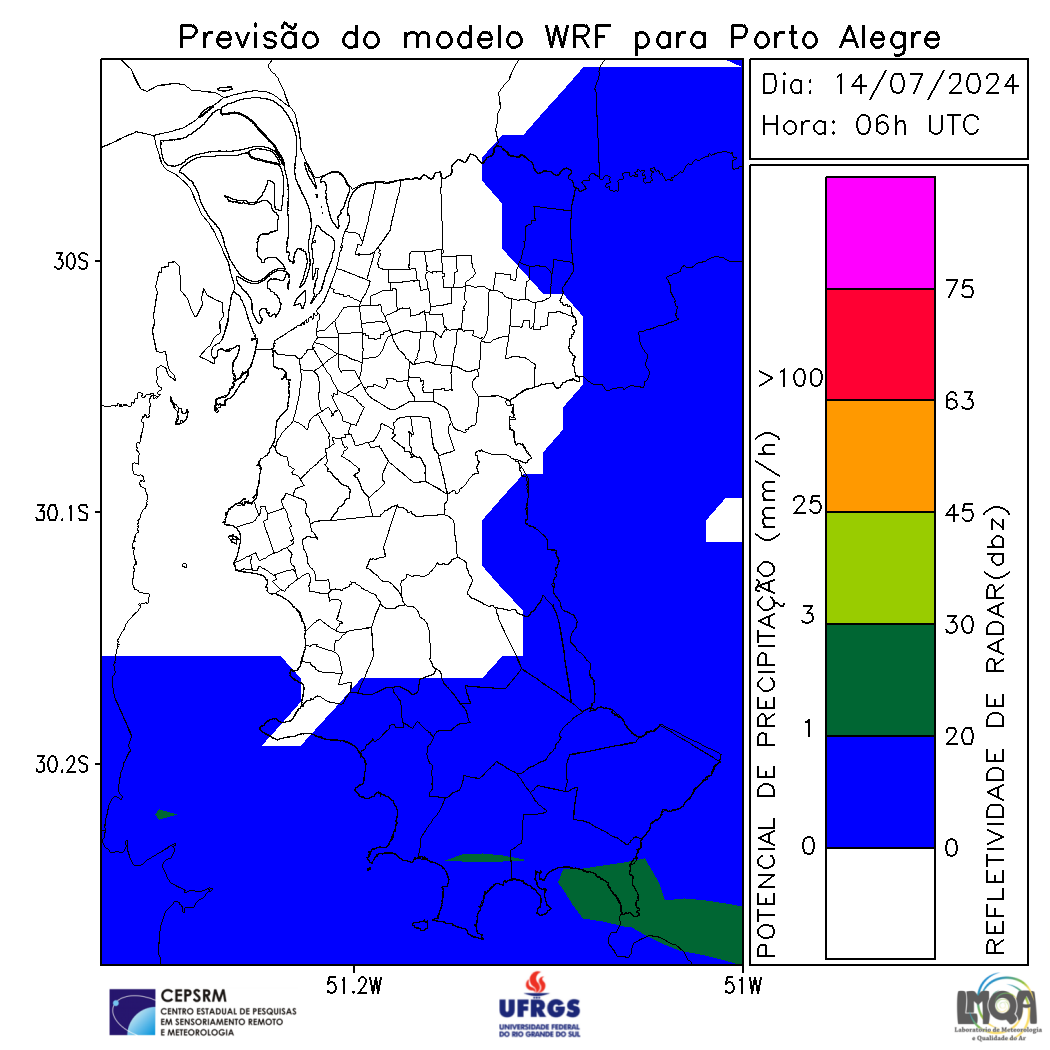 Previsão do modelo WRF para Porto Alegre
Dia: 14/07/2024
Hora: 06h UTC
30S
30.1S
30.2S
51.2W
51W
POTENCIAL DE PRECIPITAÇÃO (mm/h)
>100
25
3
1
0
75
63
45
30
20
0
REFLETIVIDADE DE RADAR(dbz)
CEPSRM
CENTRO ESTADUAL DE PESQUISAS
EM SENSORIAMENTO REMOTO
E METEOROLOGIA
UFRGS
UNIVERSIDADE FEDERAL
DO RIO GRANDE DO SUL
LMQA
Laboratório de Meteorologia
e Qualidade do Ar